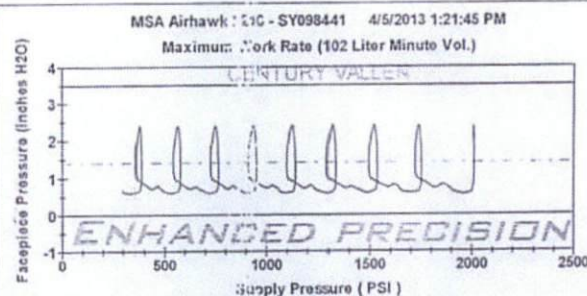 MSA Airhawk - SY098441 4/5/2013 1:21:45 PM
Maximum Work Rate (102 Liter Minute Vol.)
CENTURY VALLEN
Facepiece Pressure (Inches H2O)
4
3
2
1
0
-1
ENHANCED PRECISION
0 500 1000 1500 2000 2500
Supply Pressure ( PSI )